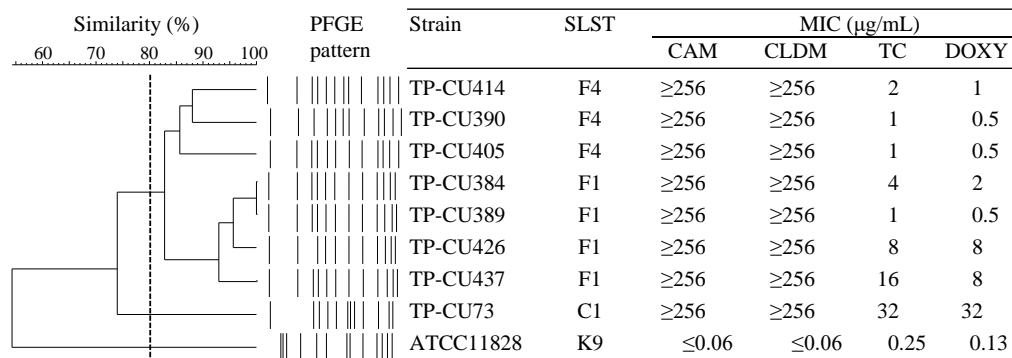 Similarity (%) PFGE pattern Strain SLST MIC (μg/mL)
60 70 80 90 100 CAM CLDM TC DOXY
TP-CU414 F4 ≥256 ≥256 2 1
TP-CU390 F4 ≥256 ≥256 1 0.5
TP-CU405 F4 ≥256 ≥256 1 0.5
TP-CU384 F1 ≥256 ≥256 4 2
TP-CU389 F1 ≥256 ≥256 1 0.5
TP-CU426 F1 ≥256 ≥256 8 8
TP-CU437 F1 ≥256 ≥256 16 8
TP-CU73 C1 ≥256 ≥256 32 32
ATCC11828 K9 ≤0.06 ≤0.06 0.25 0.13